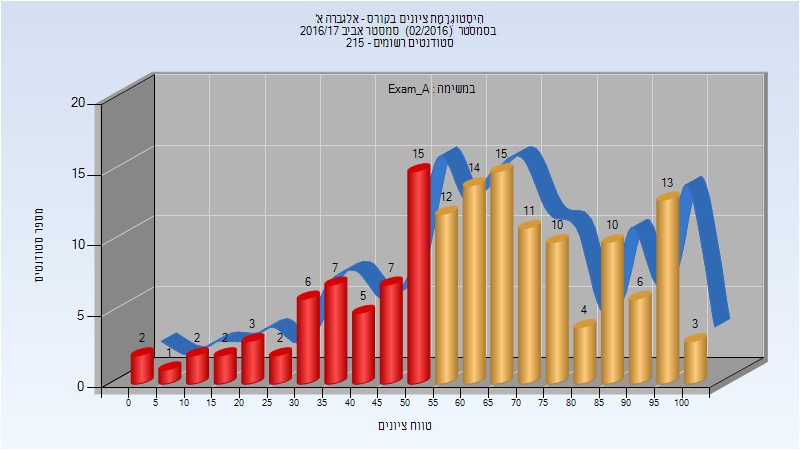 היסטוגרמת ציונים בקורס - אלגברה א'
בסמסטר (02/2016) סמסטר אביב 2016/17
סטודנטים רשומים - 215
במשימה : Exam_A
מספר סטודנטים
20
15
10
5
0
2 1 2 2 3 2 6 7 5 7 15 12 14 15 11 10 4 10 6 13 3
0 5 10 15 20 25 30 35 40 45 50 55 60 65 70 75 80 85 90 95 100
טווח ציונים